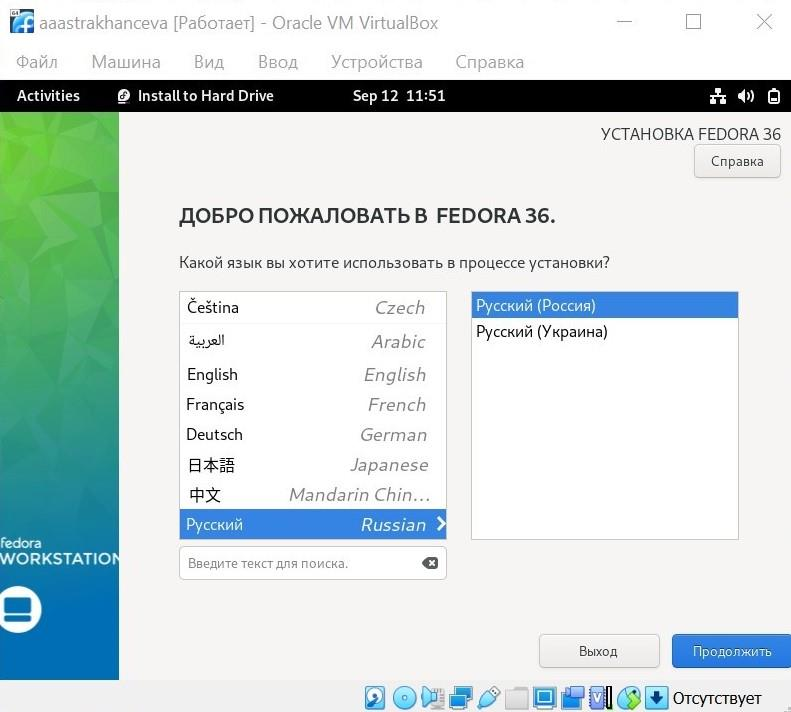 aaastrakhanceva [Работает] - Oracle VM VirtualBox
Файл Машина Вид Ввод Устройства Справка
Activities Install to Hard Drive Sep 12 11:51
УСТАНОВКА FEDORA 36
Справка
ДОБРО ПОЖАЛОВАТЬ В FEDORA 36.
Какой язык вы хотите использовать в процессе установки?
Čeština Czech
العربية Arabic
English English
Français French
Deutsch German
日本語 Japanese
中文 Mandarin Chin...
Русский Russian
Русский (Россия)
Русский (Украина)
Введите текст для поиска.
fedora
WORKSTATION
Выход Продолжить
Отсутствует